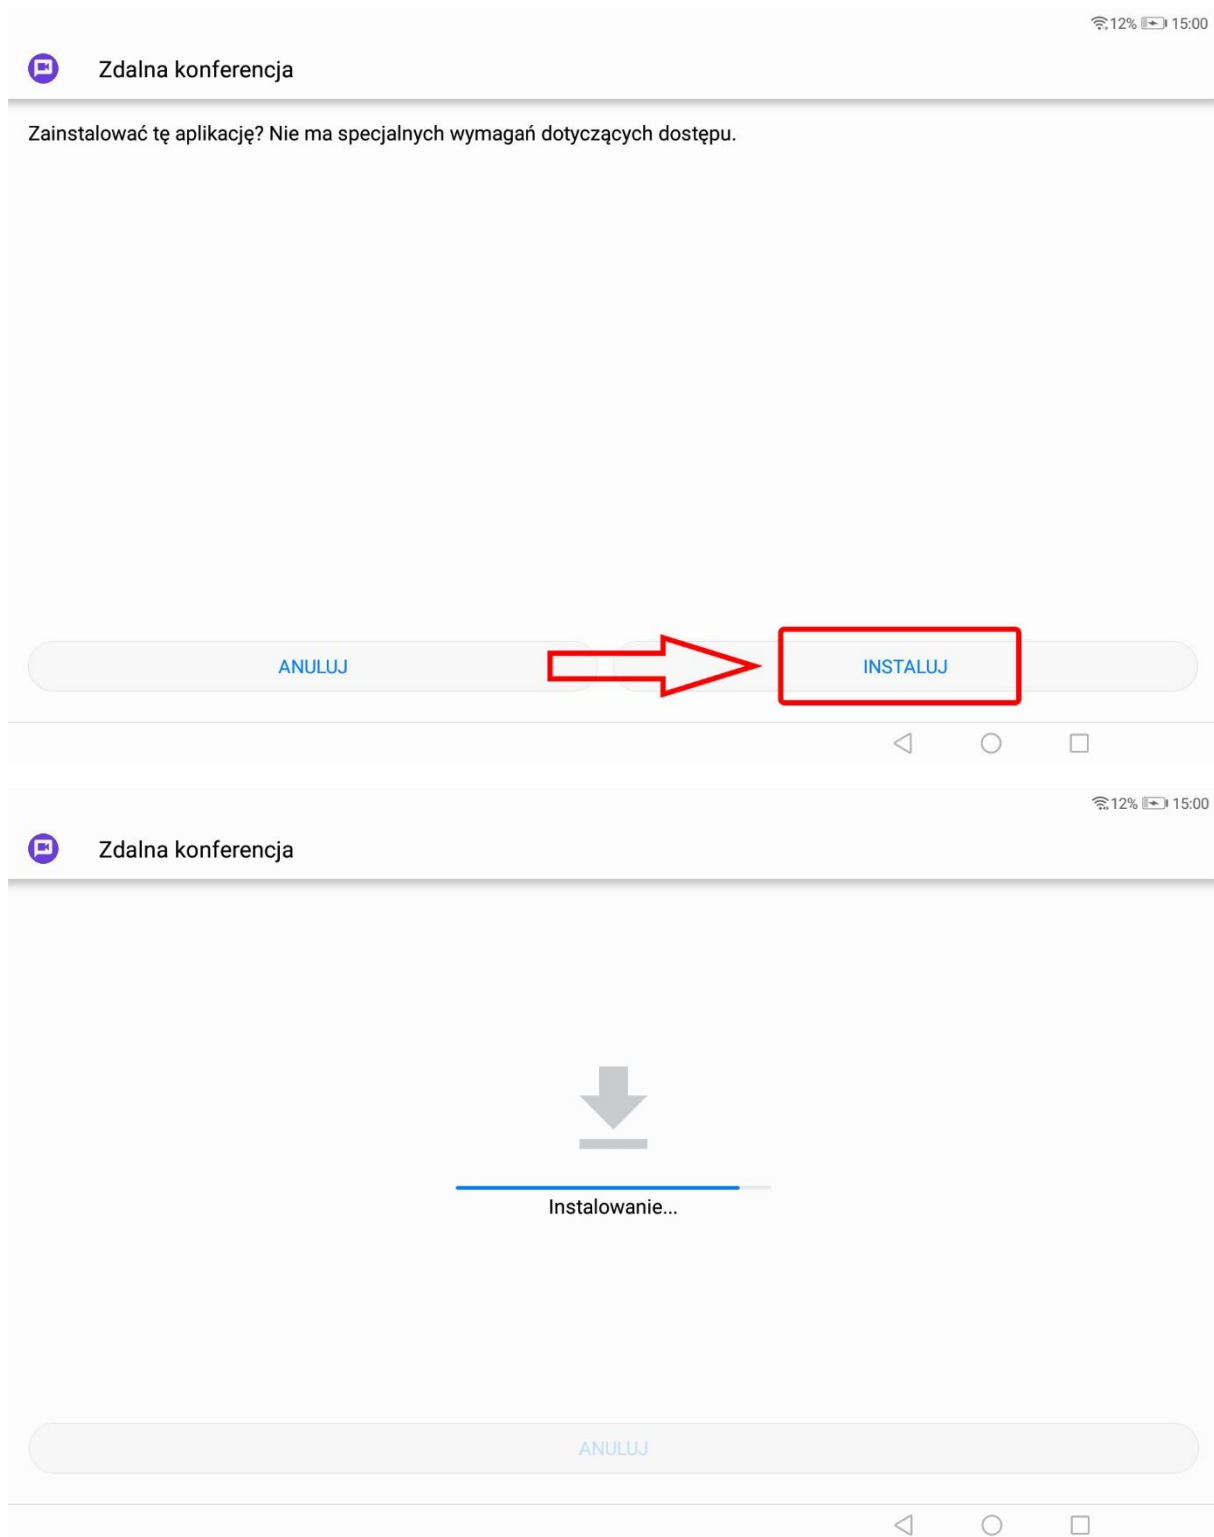 12% 15:00
Zdalna konferencja
Zainstalować tę aplikację? Nie ma specjalnych wymagań dotyczących dostępu.
ANULUJ INSTALUJ
12% 15:00
Zdalna konferencja
Instalowanie...
ANULUJ